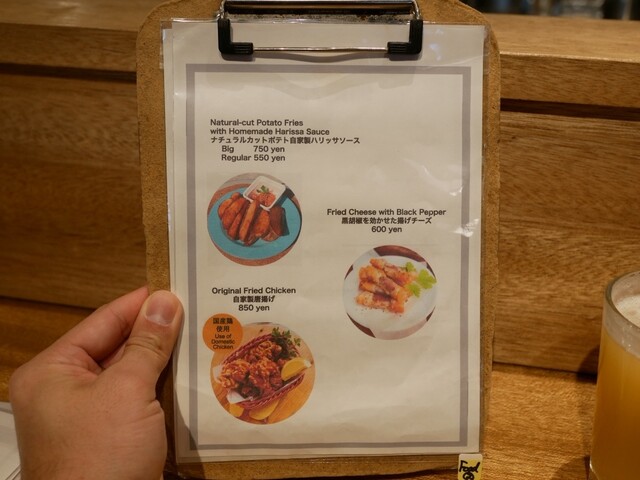 Natural-cut Potato Fries
with Homemade Harissa Sauce
ナチュラルカットポテト自家製ハリッサソース
Big 750 yen
Regular 550 yen
Fried Cheese with Black Pepper
黒胡椒を効かせた揚げチーズ
600 yen
Original Fried Chicken
自家製唐揚げ
850 yen
国産鶏
使用
Use of
Domestic
Chicken
Food